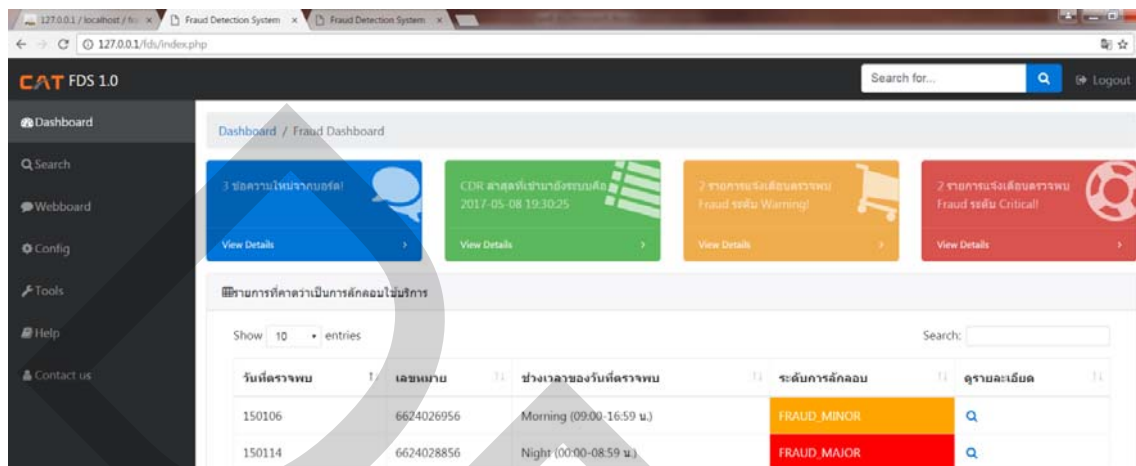 127.0.0.1 / localhost / fr Fraud Detection System Fraud Detection System
127.0.0.1/fds/index.php
CAT FDS 1.0 Search for... Logout
Dashboard
Dashboard / Fraud Dashboard
Search
Webboard
Config
Tools
Help
Contact us
3 ข้อความใหม่จากบอร์ด!
View Details
CDR ล่าสุดที่เข้ามายังระบบคือ
2017-05-08 19:30:25
View Details
2 รายการแจ้งเตือนตรวจพบ
Fraud ระดับ Warning!
View Details
2 รายการแจ้งเตือนตรวจพบ
Fraud ระดับ Critical!
View Details
รายการที่คาดว่าเป็นการลักลอบใช้บริการ
Show 10 entries Search:
วันที่ตรวจพบ เลขหมาย ช่วงเวลาของวันที่ตรวจพบ ระดับการลักลอบ ดูรายละเอียด
150106 6624026956 Morning (09:00-16:59 น.) FRAUD_MINOR
150114 6624028856 Night (00:00-08:59 น.) FRAUD_MAJOR